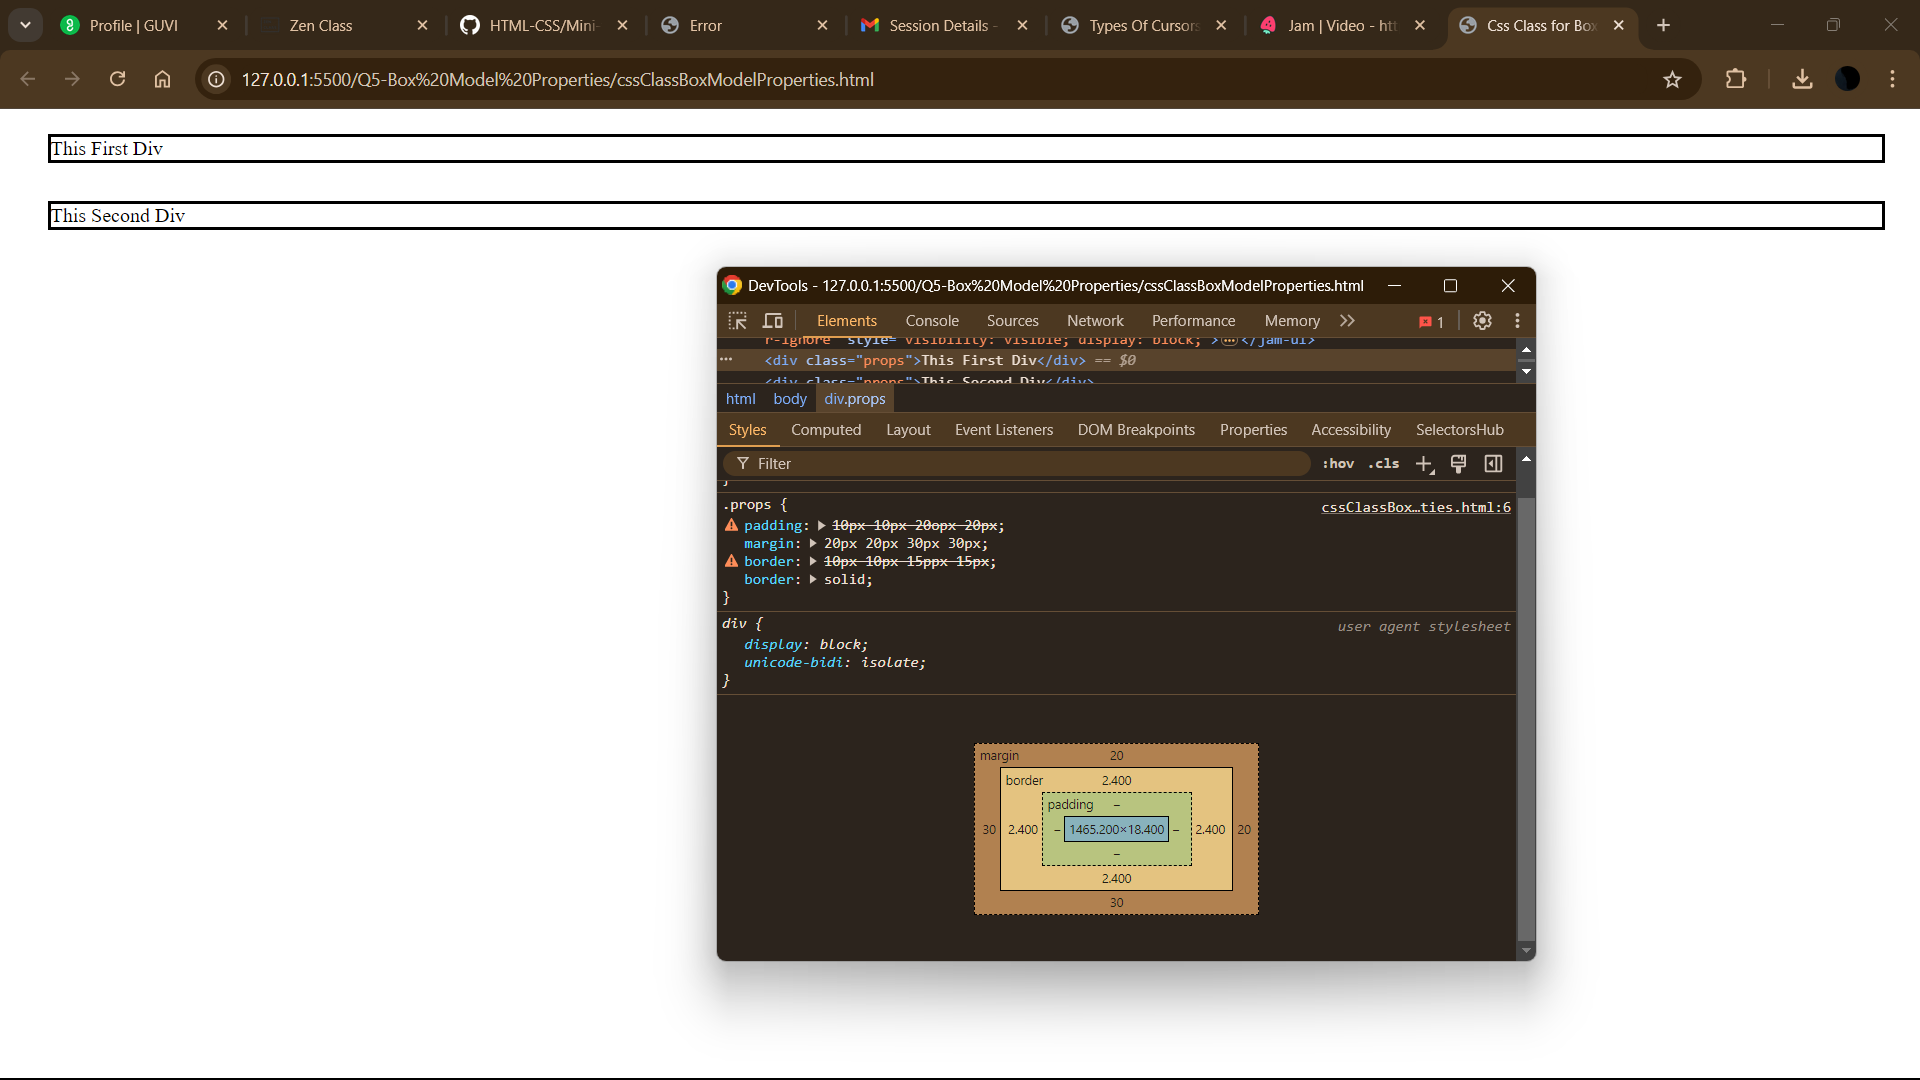 Profile | GUVI
Zen Class
HTML-CSS/Mini-
Error
Session Details -
Types Of Cursors
Jam | Video - htt
Css Class for Box
127.0.0.1:5500/Q5-Box%20Model%20Properties/cssClassBoxModelProperties.html
This First Div
This Second Div
DevTools - 127.0.0.1:5500/Q5-Box%20Model%20Properties/cssClassBoxModelProperties.html
Elements Console Sources Network Performance Memory 1
r-ignore" style="visibility: visible; display: block;"> … </jam-ui>
<div class="props">This First Div</div> == $0
<div class="props">This Second Div</div>
html body div.props
Styles Computed Layout Event Listeners DOM Breakpoints Properties Accessibility SelectorsHub
Filter :hov .cls
}
.props { cssClassBox…ties.html:6
padding: 10px 10px 20opx 20px;
margin: 20px 20px 30px 30px;
border: 10px 10px 15ppx 15px;
border: solid;
}
div { user agent stylesheet
display: block;
unicode-bidi: isolate;
}
margin 20
border 2.400
padding –
30 2.400 – 1465.200×18.400 – 2.400 20
–
2.400
30